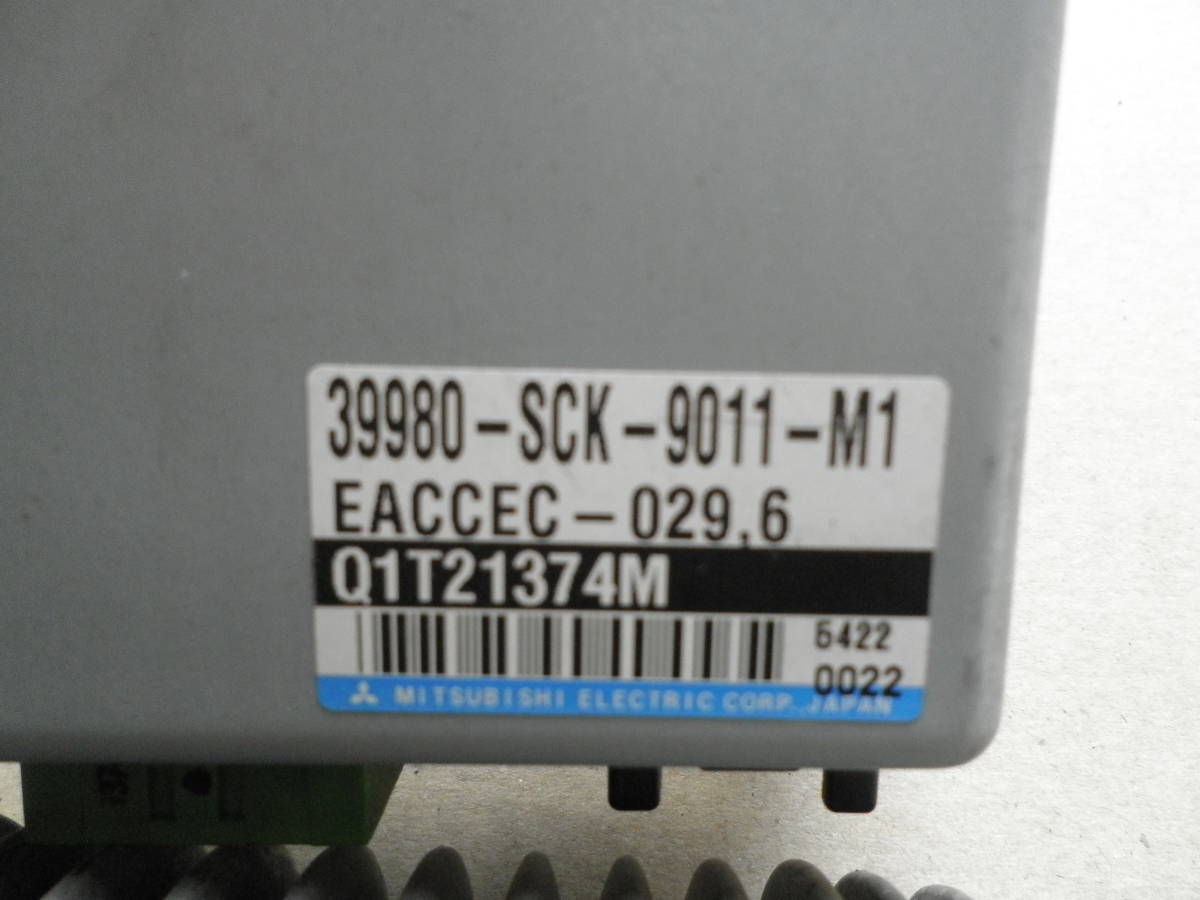 39980-SCK-9011-M1
EACCEC-029,6
Q1T21374M
5422
0022
MITSUBISHI ELECTRIC CORP. JAPAN